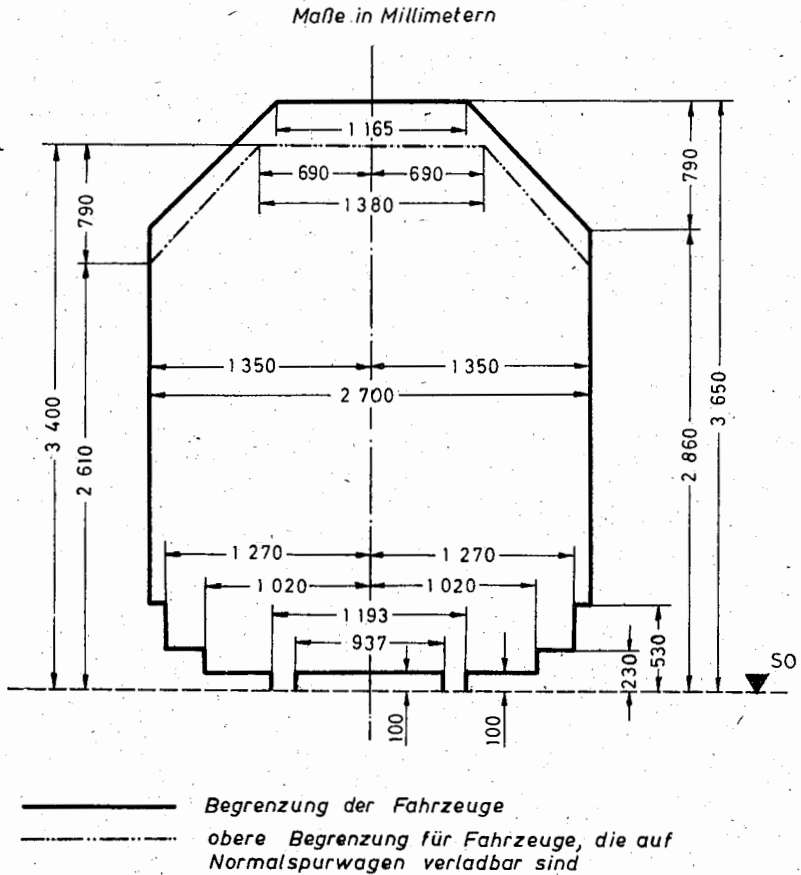 Maße in Millimetern
1 165
690 690
1380
790
790
1 350 1 350
2 700
3 400
2 610
2 860
3 650
1 270 1 270
1 020 1 020
1 193
937
230
530
100
100
SO
Begrenzung der Fahrzeuge
obere Begrenzung für Fahrzeuge, die auf
Normalspurwagen verladbar sind